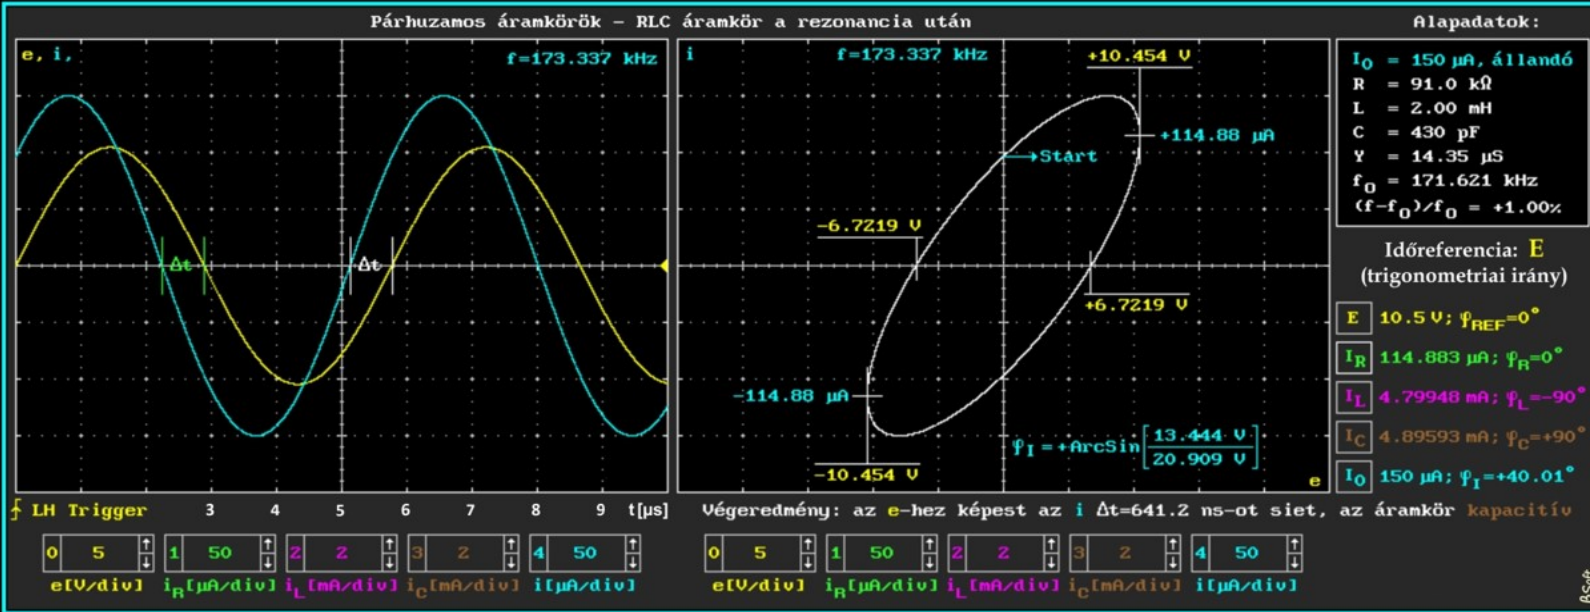 Párhuzamos áramkörök – RLC áramkör a rezonancia után
e, i,
f=173.337 kHz
Δt
Δt
LH Trigger
3 4 5 6 7 8 9 t[µs]
i
f=173.337 kHz
+10.454 V
+114.88 µA
Start
-6.7219 V
+6.7219 V
-114.88 µA
-10.454 V
φI=+ArcSin[13.444 V / 20.909 V]
e
Végeredmény: az e-hez képest az i Δt=641.2 ns-ot siet, az áramkör kapacitív
Alapadatok:
I0 = 150 µA, állandó
R = 91.0 kΩ
L = 2.00 mH
C = 430 pF
Y = 14.35 µS
f0 = 171.621 kHz
(f-f0)/f0 = +1.00%
Időreferencia: E
(trigonometriai irány)
E 10.5 V; φREF=0°
IR 114.883 µA; φR=0°
IL 4.79948 mA; φL=-90°
IC 4.89593 mA; φC=+90°
I0 150 µA; φI=+40.01°
0 5 1 50 2 2 3 2 4 50
e[V/div] iR[µA/div] iL[mA/div] iC[mA/div] i[µA/div]
0 5 1 50 2 2 3 2 4 50
e[V/div] iR[µA/div] iL[mA/div] iC[mA/div] i[µA/div]